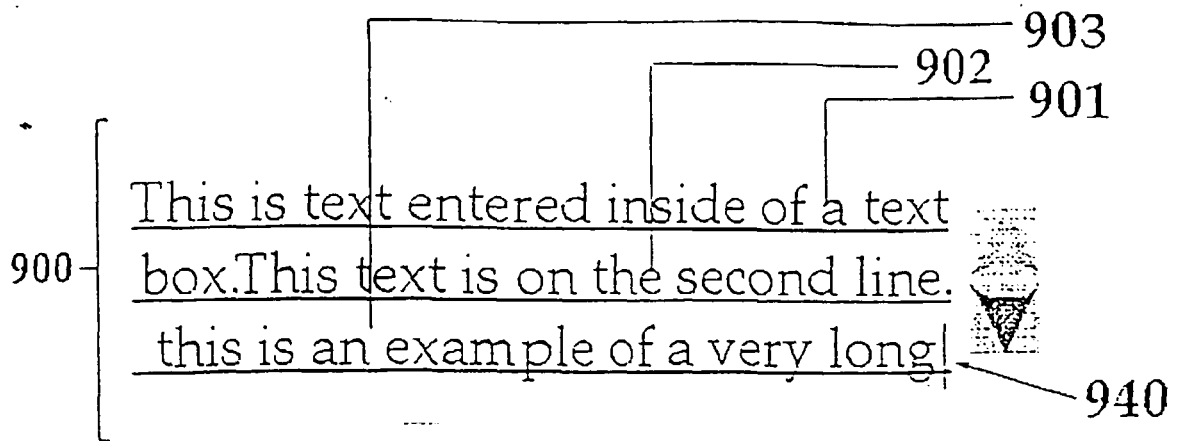 903
902
901
This is text entered inside of a text
900
box.This text is on the second line.
this is an example of a very long|
940